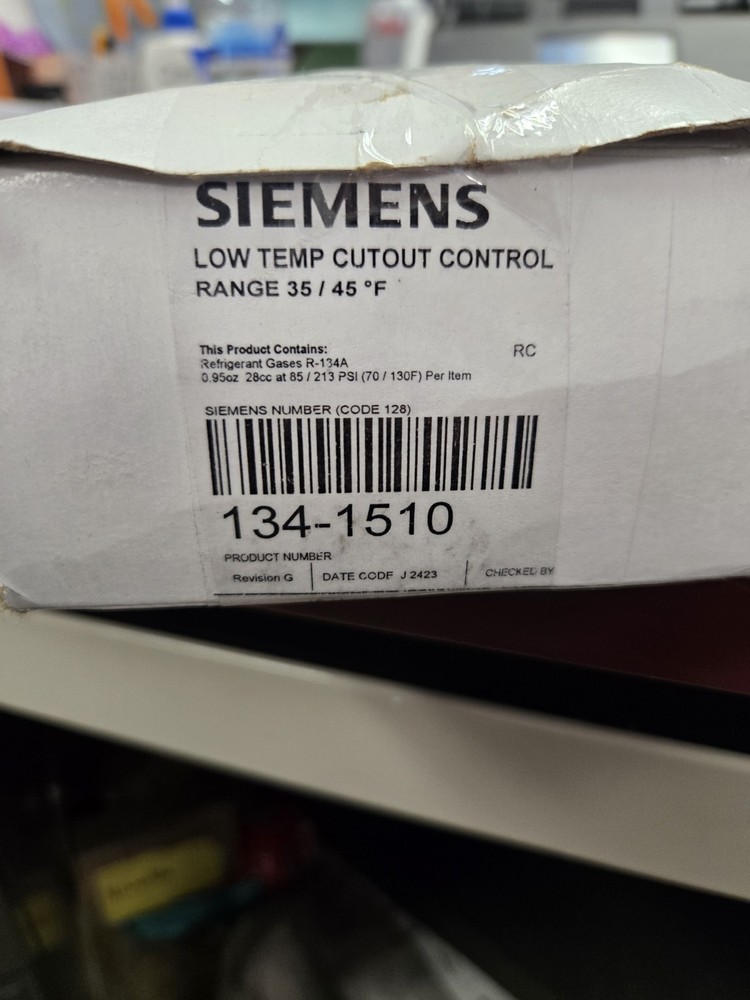 SIEMENS
LOW TEMP CUTOUT CONTROL
RANGE 35 / 45 °F
This Product Contains:
RC
Refrigerant Gases R-134A
0.95oz 28cc at 85 / 213 PSI (70 / 130F) Per Item
SIEMENS NUMBER (CODE 128)
134-1510
PRODUCT NUMBER
Revision G DATE CODE J 2423 CHECKED BY